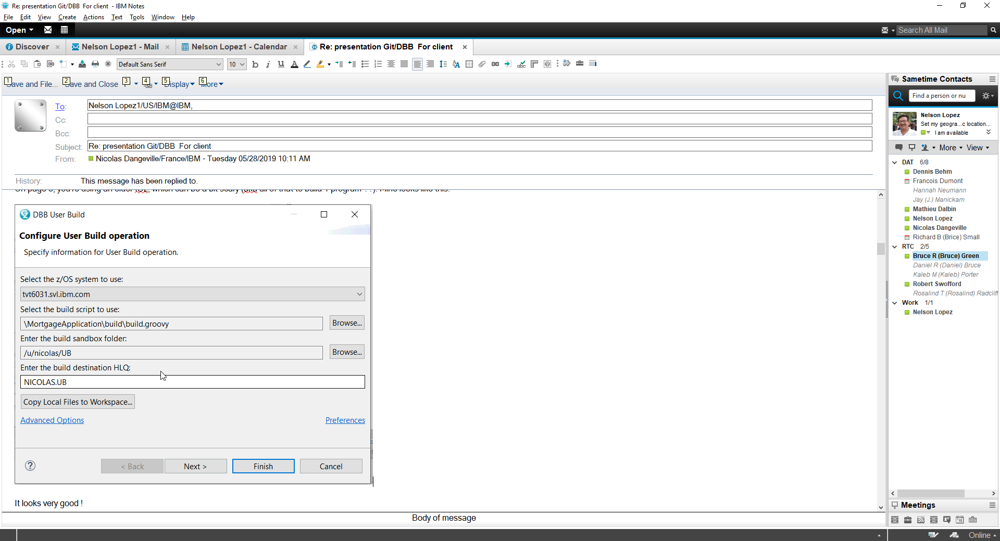 Re: presentation Git/DBB For client - IBM Notes
File Edit View Create Actions Text Tools Window Help
Open
Search All Mail
Discover
Nelson Lopez1 - Mail
Nelson Lopez1 - Calendar
Re: presentation Git/DBB For client
Default Sans Serif
10
b i u A
1 ave and File...
2 ave and Close
3
4
5 isplay
6 ore
To: Nelson Lopez1/US/IBM@IBM,
Cc:
Bcc:
Subject: Re: presentation Git/DBB For client
From: Nicolas Dangeville/France/IBM - Tuesday 05/28/2019 10:11 AM
History: This message has been replied to.
DBB User Build
Configure User Build operation
Specify information for User Build operation.
Select the z/OS system to use:
tvt6031.svl.ibm.com
Select the build script to use:
\MortgageApplication\build\build.groovy
Browse...
Enter the build sandbox folder:
/u/nicolas/UB
Browse...
Enter the build destination HLQ:
NICOLAS.UB
Copy Local Files to Workspace...
Advanced Options
Preferences
?
< Back
Next >
Finish
Cancel
It looks very good !
Body of message
Sametime Contacts
Find a person or nu
Nelson Lopez
Set my geogra...c location...
I am available
More View
DAT 6/8
Dennis Behm
Francois Dumont
Hannah Neumann
Jay (J.) Manickam
Mathieu Dalbin
Nelson Lopez
Nicolas Dangeville
Richard B (Brice) Small
RTC 2/5
Bruce R (Bruce) Green
Daniel R (Daniel) Bruce
Kaleb M (Kaleb) Porter
Robert Swofford
Rosalind T (Rosalind) Radcliff
Work 1/1
Nelson Lopez
Meetings
18
Online